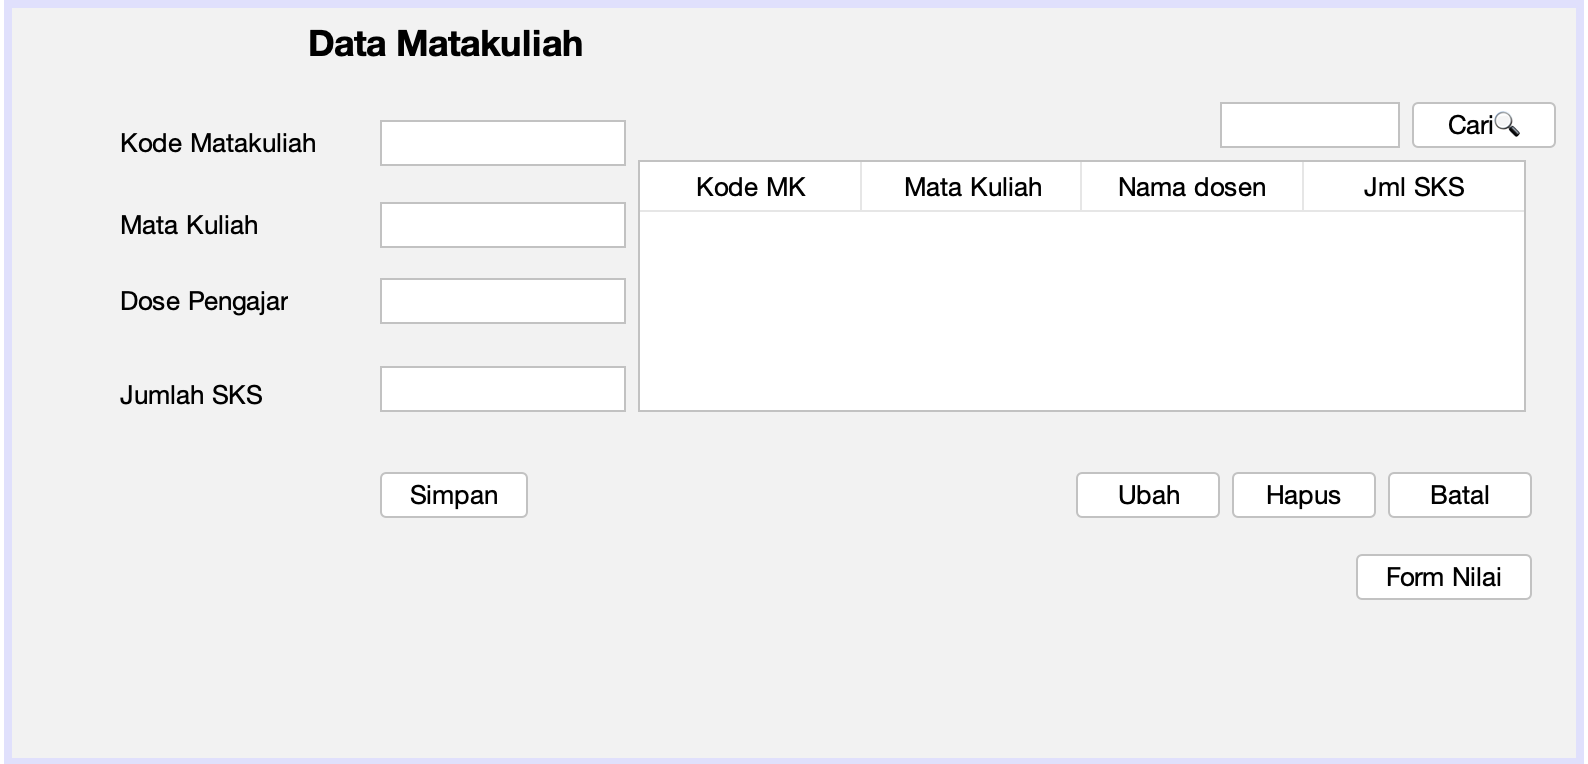 Data Matakuliah
Cari🔍
Kode Matakuliah
Kode MK Mata Kuliah Nama dosen Jml SKS
Mata Kuliah
Dose Pengajar
Jumlah SKS
Simpan Ubah Hapus Batal
Form Nilai